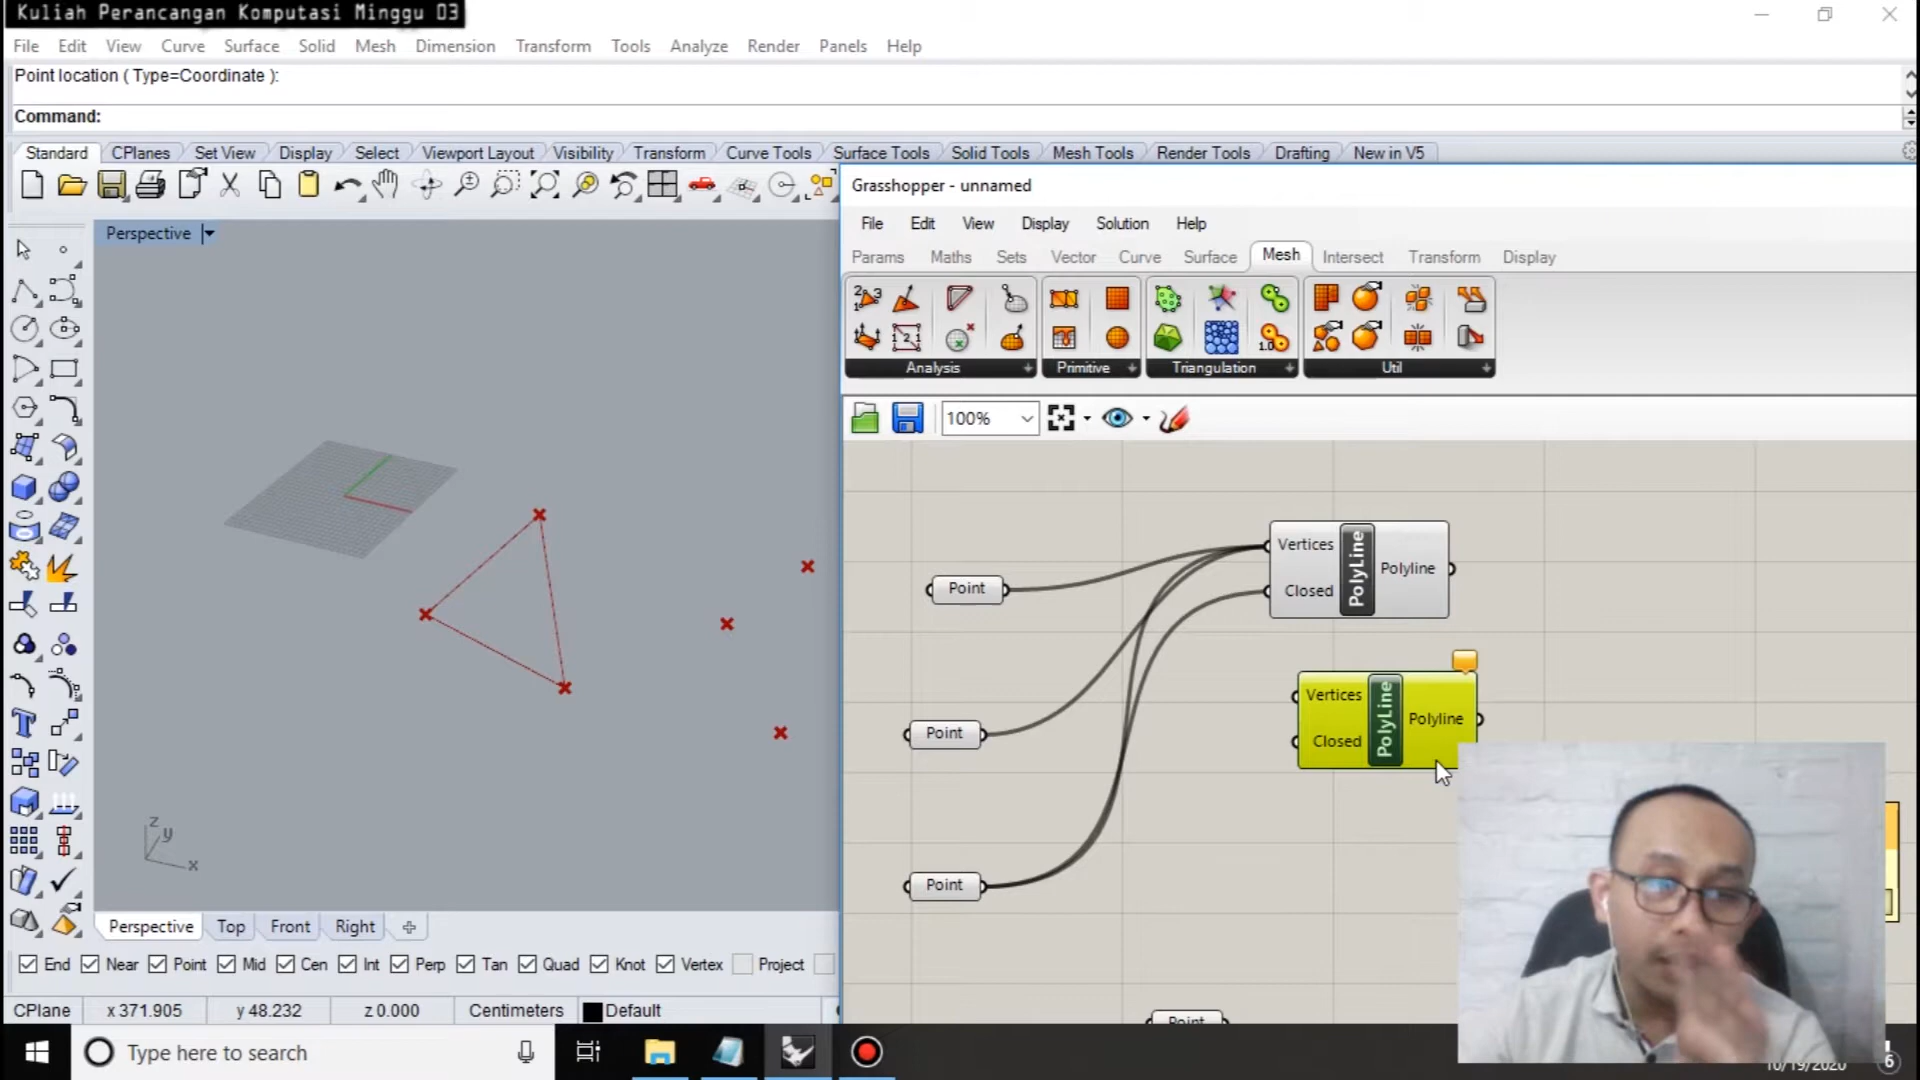 Kuliah Perancangan Komputasi Minggu 03
File Edit View Curve Surface Solid Mesh Dimension Transform Tools Analyze Render Panels Help
Point location ( Type=Coordinate ):
Command:
Standard CPlanes Set View Display Select Viewport Layout Visibility Transform Curve Tools Surface Tools Solid Tools Mesh Tools Render Tools Drafting New in V5
Grasshopper - unnamed
File Edit View Display Solution Help
Params Maths Sets Vector Curve Surface Mesh Intersect Transform Display
Analysis Primitive Triangulation Util
100%
Perspective
Vertices
Closed
PolyLine
Polyline
Point
Vertices
Closed
PolyLine
Polyline
Point
Point
Point
z
y
x
Perspective Top Front Right
End Near Point Mid Cen Int Perp Tan Quad Knot Vertex Project
CPlane x 371.905 y 48.232 z 0.000 Centimeters Default
Type here to search
10/19/2020
6